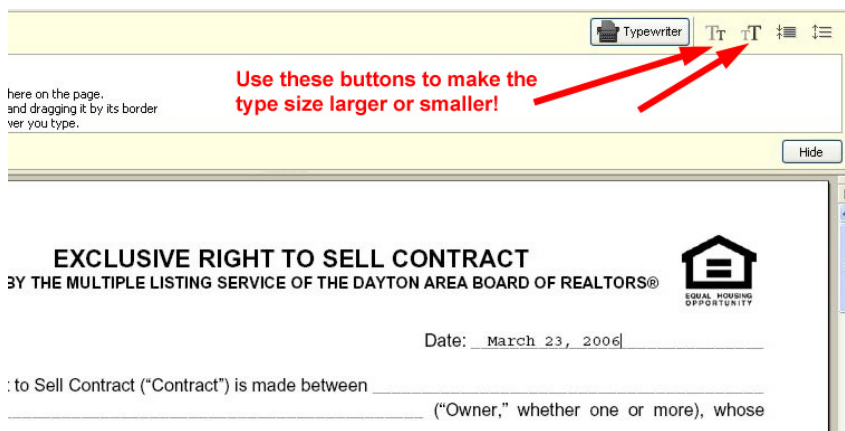 Typewriter
TT
TT
Use these buttons to make the
type size larger or smaller!
here on the page.
and dragging it by its border
ver you type.
Hide
EXCLUSIVE RIGHT TO SELL CONTRACT
BY THE MULTIPLE LISTING SERVICE OF THE DAYTON AREA BOARD OF REALTORS®
EQUAL HOUSING
OPPORTUNITY
Date: March 23, 2006
t to Sell Contract (“Contract”) is made between
(“Owner,” whether one or more), whose